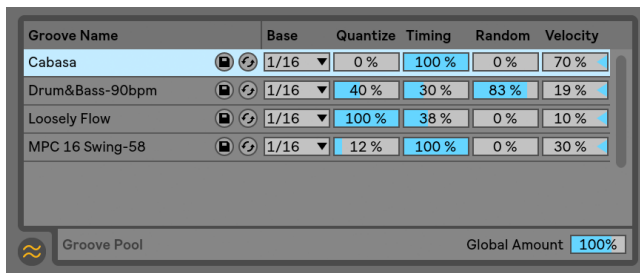 Groove Name Base Quantize Timing Random Velocity
Cabasa 1/16 0 % 100 % 0 % 70 %
Drum&Bass-90bpm 1/16 40 % 30 % 83 % 19 %
Loosely Flow 1/16 100 % 38 % 0 % 10 %
MPC 16 Swing-58 1/16 12 % 100 % 0 % 30 %
Groove Pool Global Amount 100%